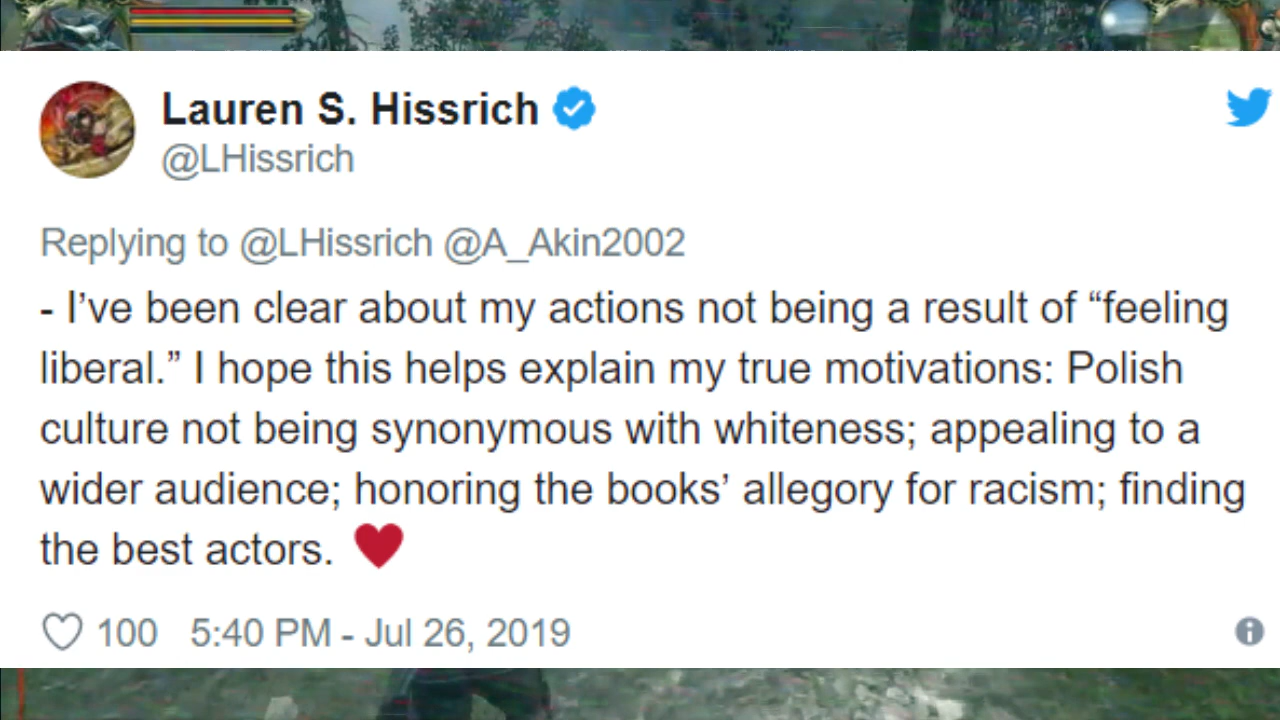 Lauren S. Hissrich
@LHissrich
Replying to @LHissrich @A_Akin2002
- I’ve been clear about my actions not being a result of “feeling
liberal.” I hope this helps explain my true motivations: Polish
culture not being synonymous with whiteness; appealing to a
wider audience; honoring the books’ allegory for racism; finding
the best actors. ❤
100 5:40 PM - Jul 26, 2019